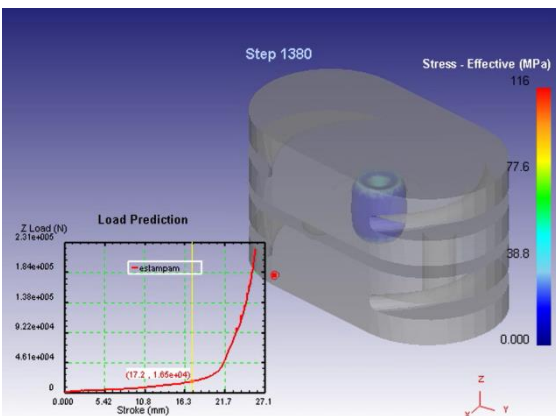 Step 1380
Stress - Effective (MPa)
116
77.6
38.8
0.000
Load Prediction
Z Load (N)
2.31e+005
1.84e+005
1.38e+005
9.22e+004
4.61e+004
0
estampam
(17.2 , 1.65e+04)
0.000 5.42 10.8 16.3 21.7 27.1
Stroke (mm)
Z
X Y